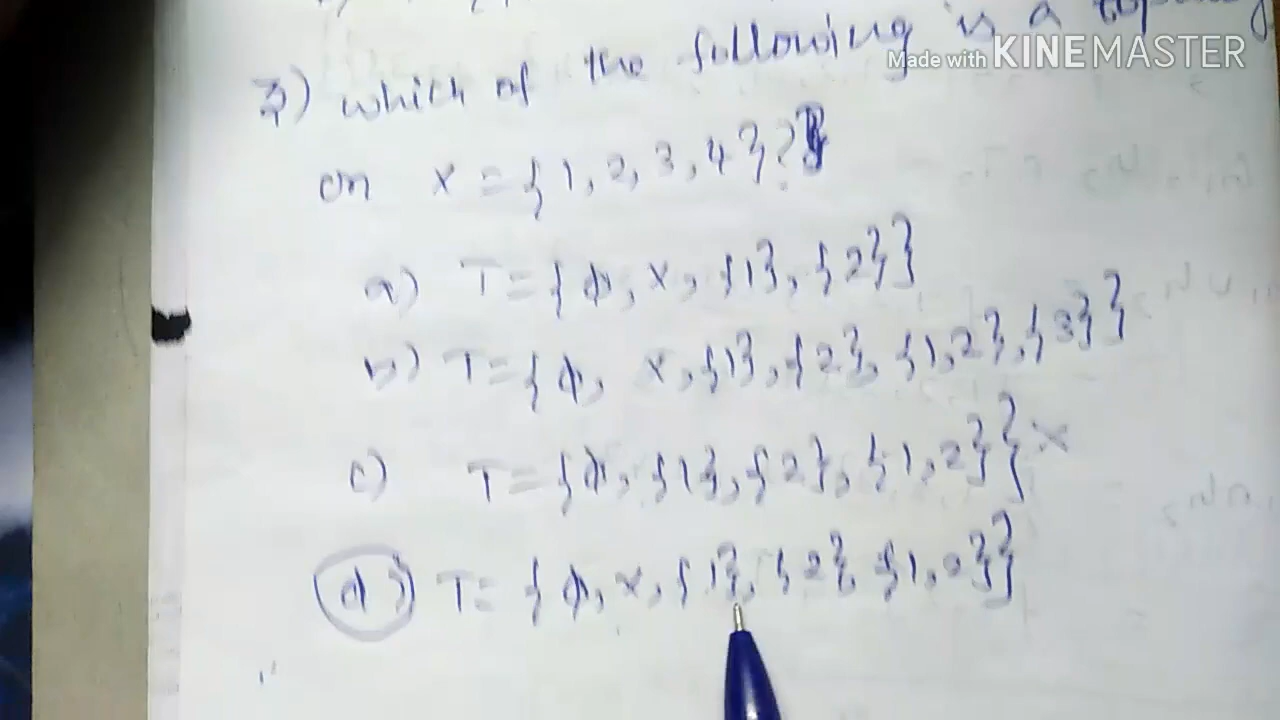 Made with KINEMASTER
7) which of the following is a
on x = {1, 2, 3, 4}?
a) T = {ϕ, x, {1}, {2}}
b) T = {ϕ, x, {1}, {2}, {1, 2}, {3}}
c) T = {ϕ, {1}, {2}, {1, 2}} x
d) T = {ϕ, x, {1}, {2}, {1, 2}}